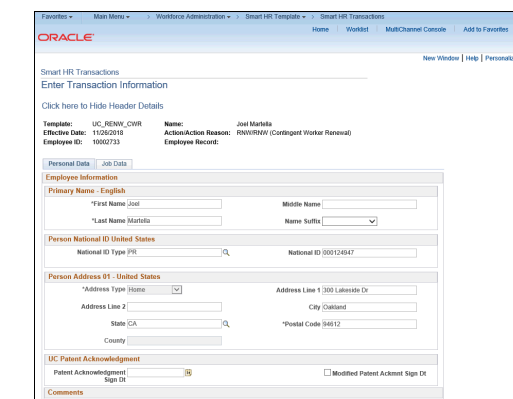 Favorites Main Menu > Workforce Administration > Smart HR Template > Smart HR Transactions
ORACLE
Home Worklist MultiChannel Console Add to Favorites
New Window | Help | Personaliz
Smart HR Transactions
Enter Transaction Information
Click here to Hide Header Details
Template: UC_RENW_CWR Name: Joel Martella
Effective Date: 11/26/2018 Action/Action Reason: RNW/RNW (Contingent Worker Renewal)
Employee ID: 10002733 Employee Record:
Personal Data Job Data
Employee Information
Primary Name - English
*First Name Joel Middle Name
*Last Name Martella Name Suffix
Person National ID United States
National ID Type PR National ID 000124947
Person Address 01 - United States
*Address Type Home Address Line 1 300 Lakeside Dr
Address Line 2 City Oakland
State CA *Postal Code 94612
County
UC Patent Acknowledgment
Patent Acknowledgment Sign Dt Modified Patent Ackmnt Sign Dt
Comments